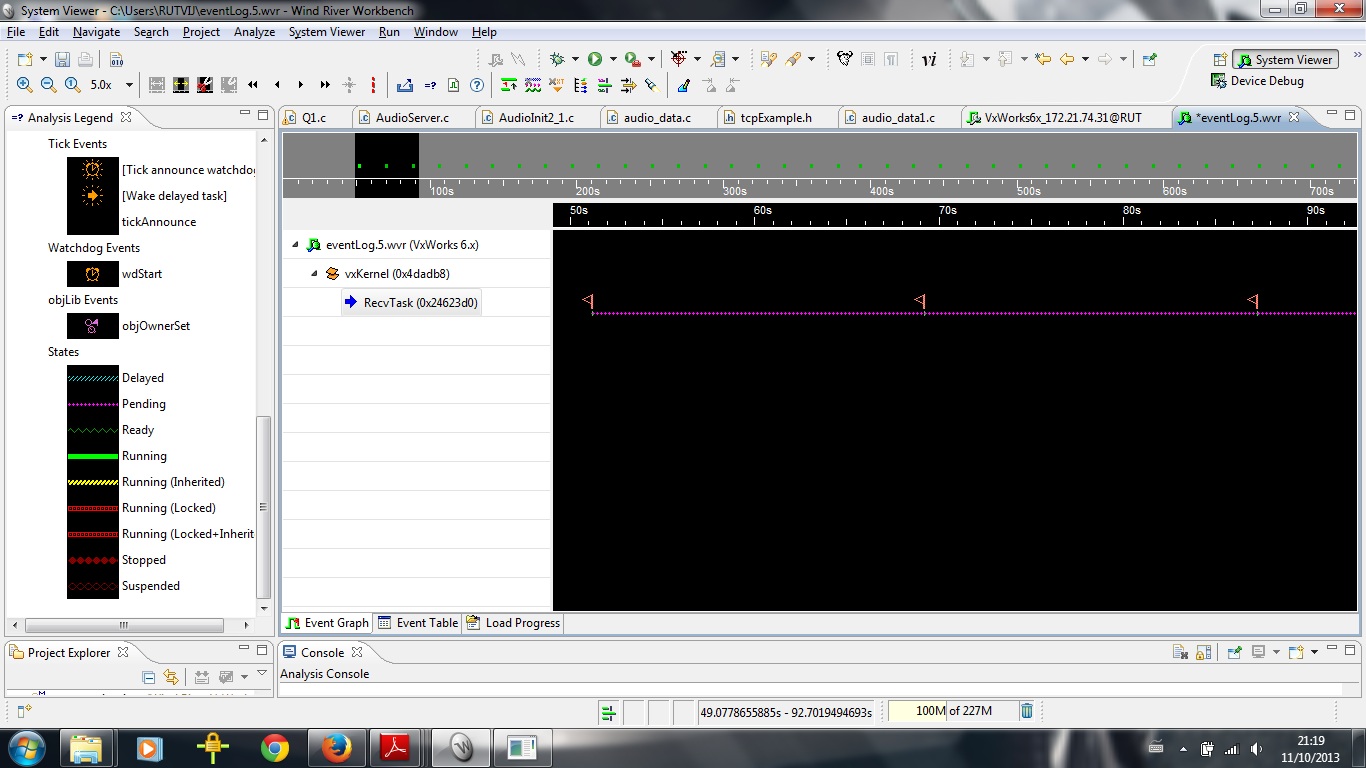 System Viewer - C:\Users\RUTVIJ\eventLog.5.wvr - Wind River Workbench
File Edit Navigate Search Project Analyze System Viewer Run Window Help
System Viewer
5.0x
Device Debug
Analysis Legend
Tick Events
[Tick announce watchdog
[Wake delayed task]
tickAnnounce
Watchdog Events
wdStart
objLib Events
objOwnerSet
States
Delayed
Pending
Ready
Running
Running (Inherited)
Running (Locked)
Running (Locked+Inherit
Stopped
Suspended
Project Explorer
Q1.c AudioServer.c AudioInit2_1.c audio_data.c tcpExample.h audio_data1.c VxWorks6x_172.21.74.31@RUT *eventLog.5.wvr
100s 200s 300s 400s 500s 600s 700s
50s 60s 70s 80s 90s
eventLog.5.wvr (VxWorks 6.x)
vxKernel (0x4dadb8)
RecvTask (0x24623d0)
Event Graph Event Table Load Progress
Console
Analysis Console
49.0778655885s - 92.7019494693s 100M of 227M
21:19
11/10/2013